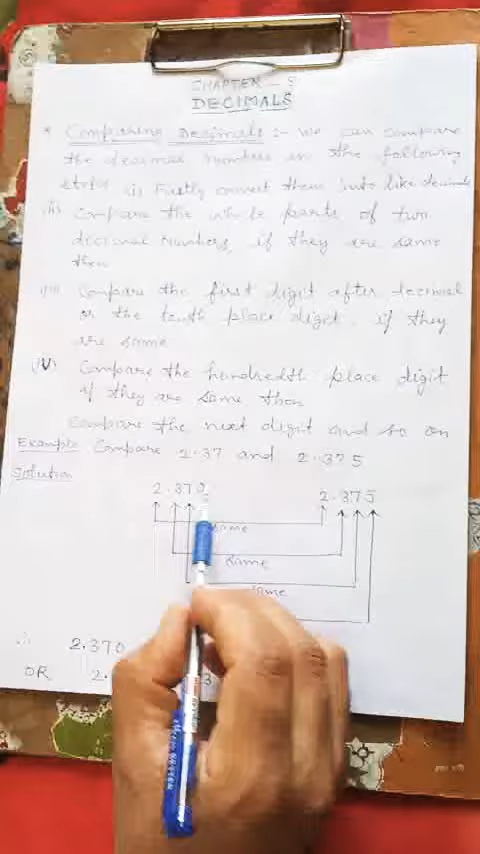 CHAPTER - 
DECIMALS
* Comparing Decimals :- We can compare
the decimal numbers in the following
steps (i) Firstly convert them into like decimals
(ii) Compare the whole parts of two
decimal numbers, if they are same
then
(iii) Compare the first digit after decimal
or the tenth place digit, if they
are same
(iv) Compare the hundredth place digit
if they are same then
Compare the next digit and so on
Example Compare 2.37 and 2.375
Solution
2.370 2.375
same
same
same
∴ 2.370
OR 2.